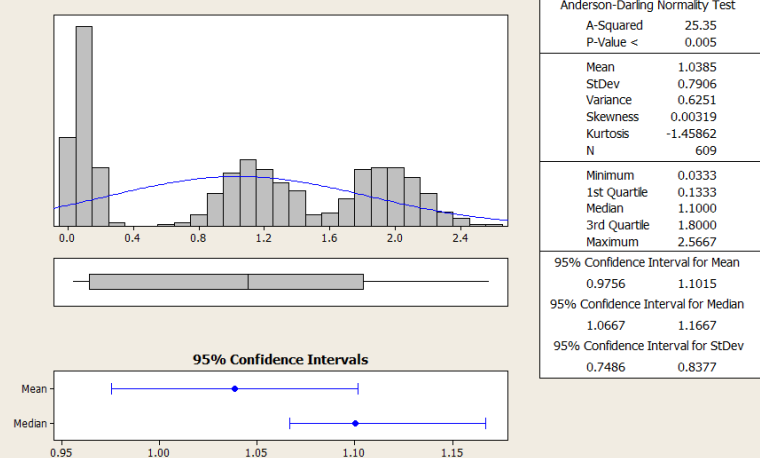 Anderson-Darling Normality Test
A-Squared 25.35
P-Value < 0.005
Mean 1.0385
StDev 0.7906
Variance 0.6251
Skewness 0.00319
Kurtosis -1.45862
N 609
Minimum 0.0333
1st Quartile 0.1333
Median 1.1000
3rd Quartile 1.8000
Maximum 2.5667
95% Confidence Interval for Mean
0.9756 1.1015
95% Confidence Interval for Median
1.0667 1.1667
95% Confidence Interval for StDev
0.7486 0.8377
0.0 0.4 0.8 1.2 1.6 2.0 2.4
95% Confidence Intervals
Mean
Median
0.95 1.00 1.05 1.10 1.15